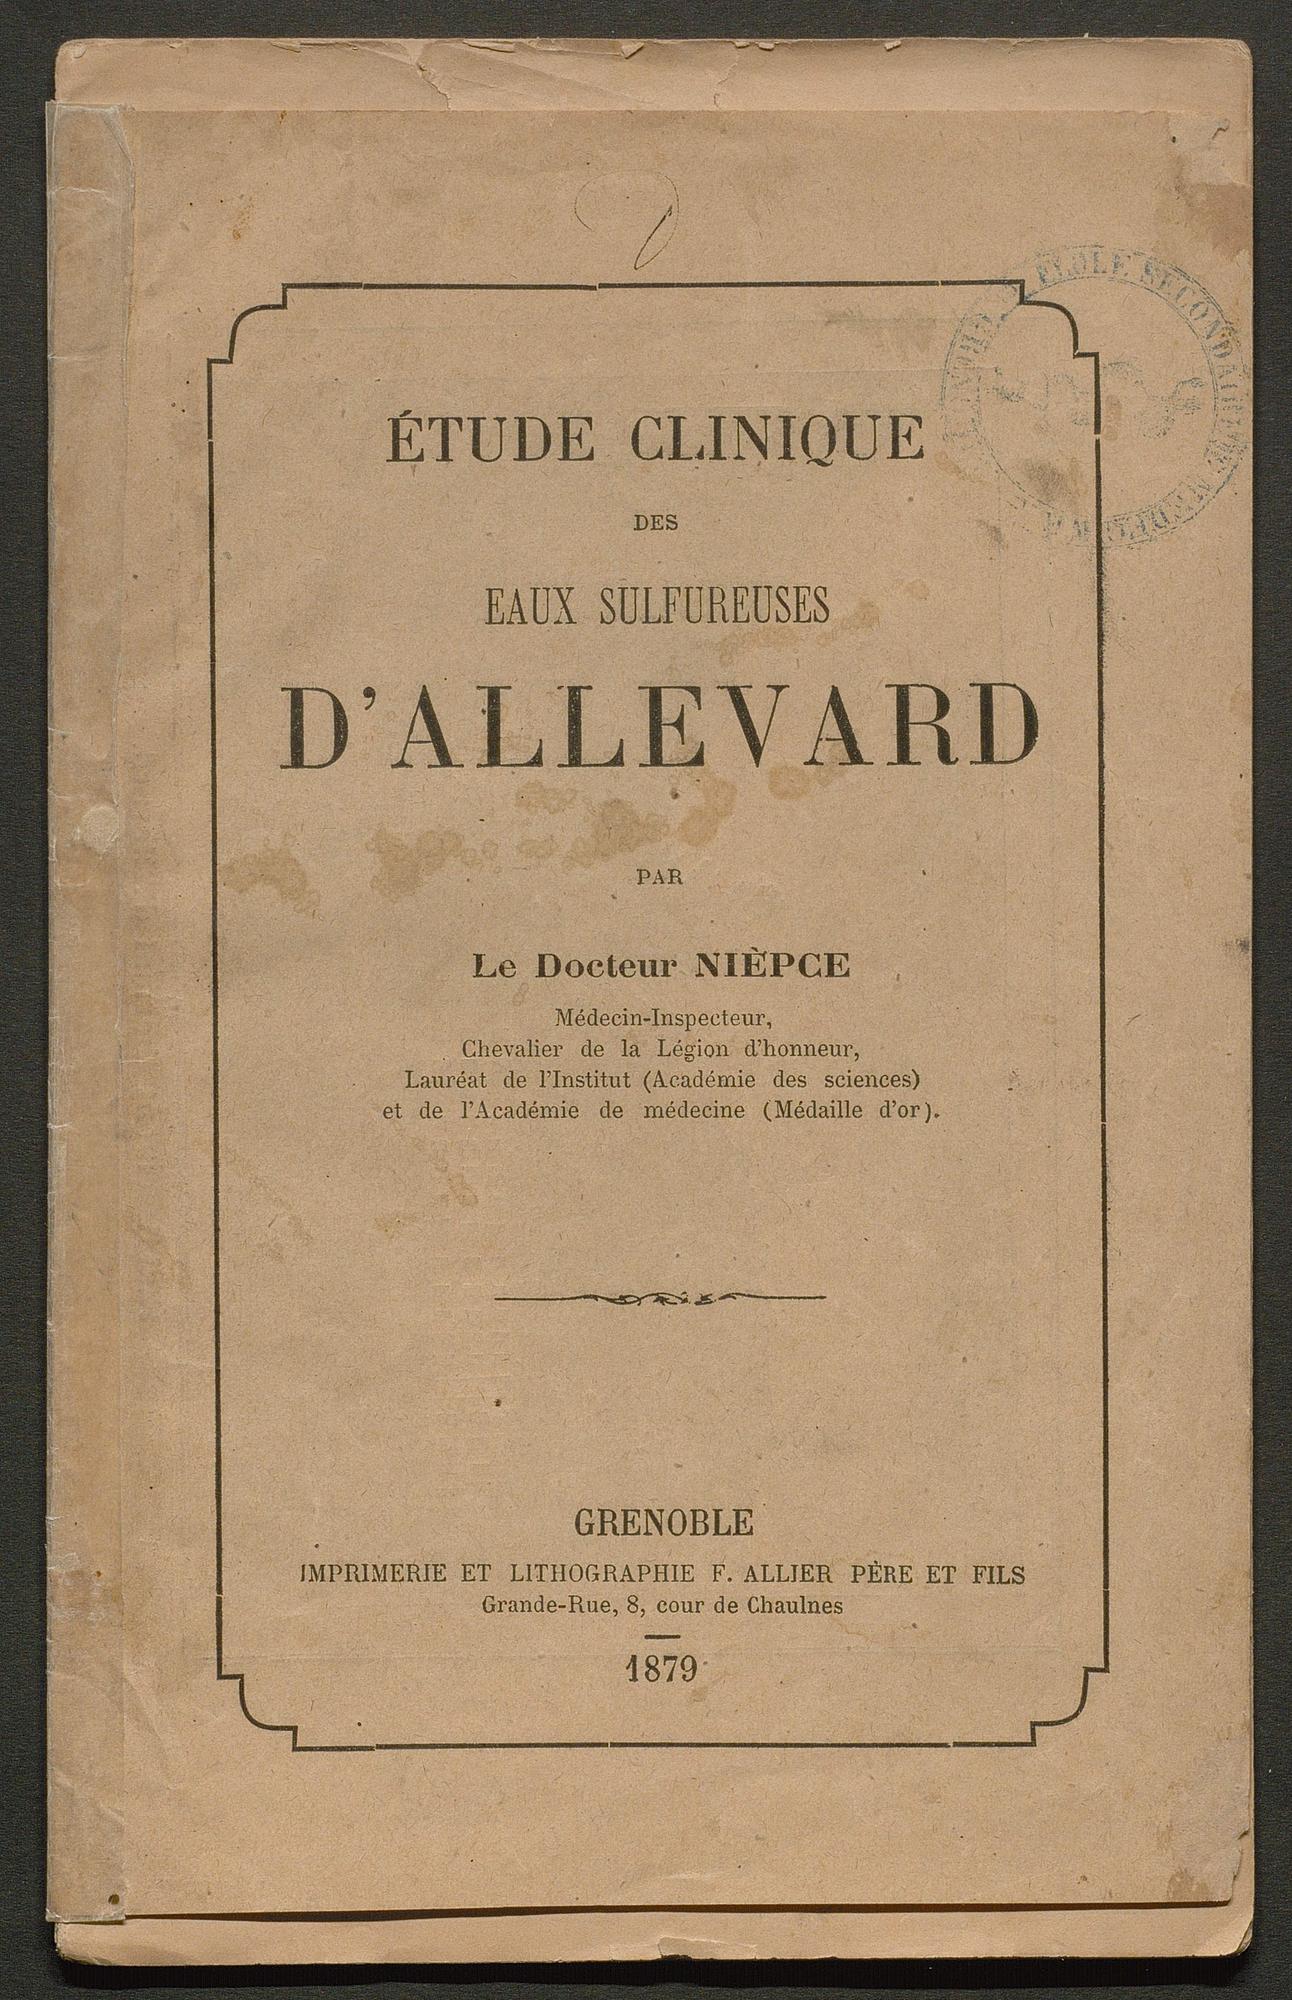 ÉTUDE CLINIQUE
DES
EAUX SULFUREUSES
D'ALLEVARD
PAR
Le Docteur NIÈPCE
Médecin-Inspecteur,
Chevalier de la Légion d'honneur,
Lauréat de l'Institut (Académie des sciences)
et de l'Académie de médecine (Médaille d'or).
GRENOBLE
IMPRIMERIE ET LITHOGRAPHIE F. ALLIER PÈRE ET FILS
Grande-Rue, 8, cour de Chaulnes
1879
ÉCOLE SECONDAIRE